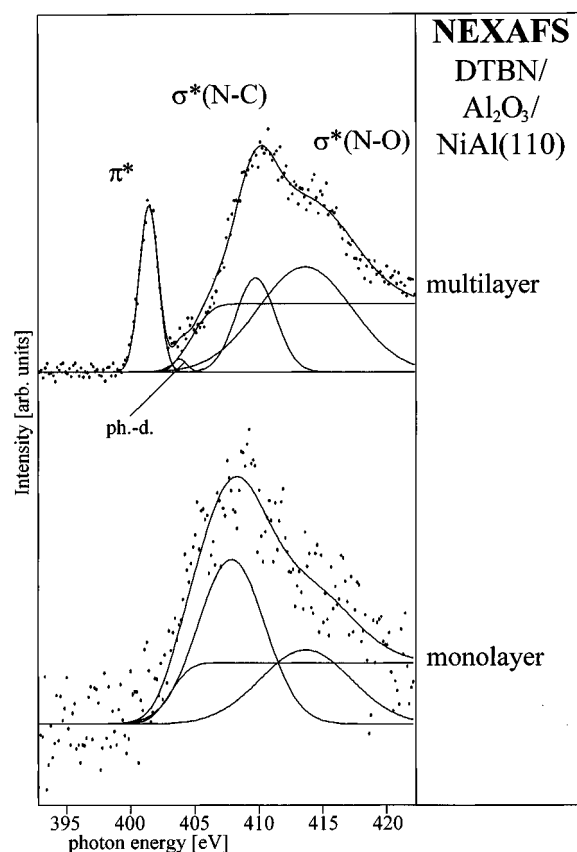 NEXAFS
DTBN/
Al₂O₃/
NiAl(110)
σ*(N-C)
σ*(N-O)
π*
multilayer
ph.-d.
monolayer
Intensity [arb. units]
395 400 405 410 415 420
photon energy [eV]